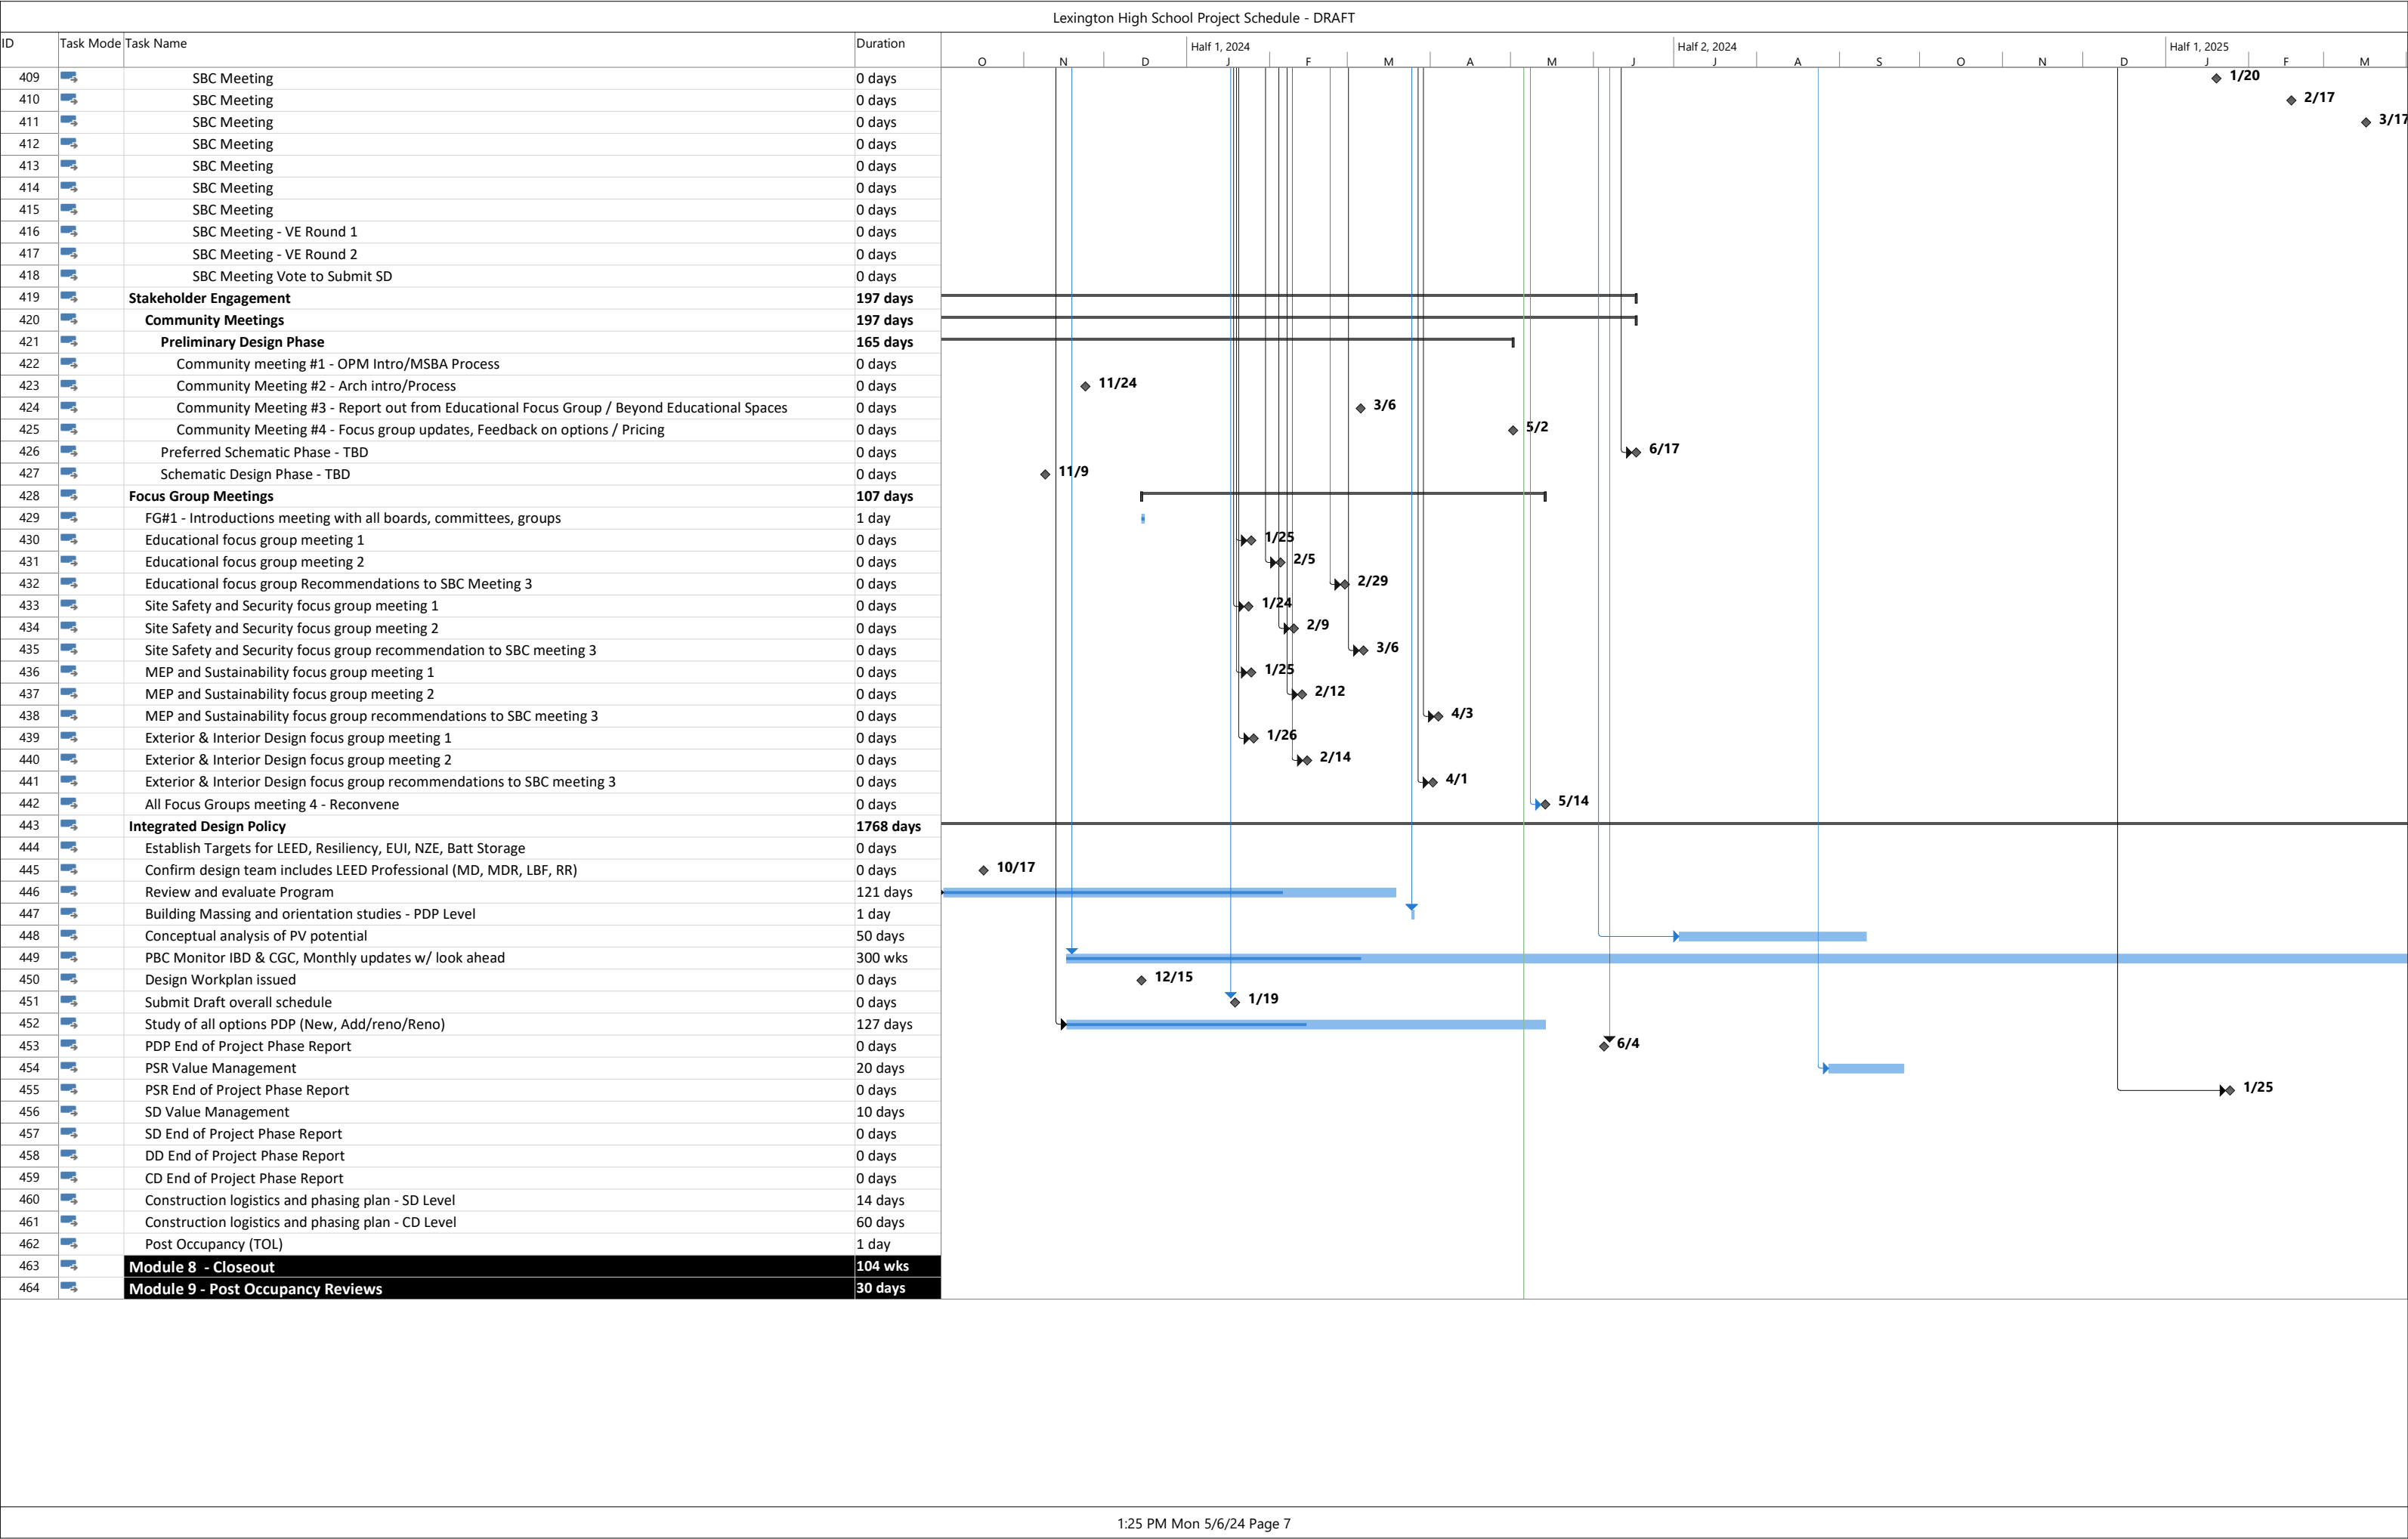 Lexington High School Project Schedule - DRAFT
ID Task Mode Task Name Duration Half 1, 2024 Half 2, 2024 Half 1, 2025
O N D J F M A M J J A S O N D J F M
409 SBC Meeting 0 days 1/20
410 SBC Meeting 0 days 2/17
411 SBC Meeting 0 days 3/17
412 SBC Meeting 0 days
413 SBC Meeting 0 days
414 SBC Meeting 0 days
415 SBC Meeting 0 days
416 SBC Meeting - VE Round 1 0 days
417 SBC Meeting - VE Round 2 0 days
418 SBC Meeting Vote to Submit SD 0 days
419 Stakeholder Engagement 197 days
420 Community Meetings 197 days
421 Preliminary Design Phase 165 days
422 Community meeting #1 - OPM Intro/MSBA Process 0 days
423 Community Meeting #2 - Arch intro/Process 0 days 11/24
424 Community Meeting #3 - Report out from Educational Focus Group / Beyond Educational Spaces 0 days 3/6
425 Community Meeting #4 - Focus group updates, Feedback on options / Pricing 0 days 5/2
426 Preferred Schematic Phase - TBD 0 days 6/17
427 Schematic Design Phase - TBD 0 days 11/9
428 Focus Group Meetings 107 days
429 FG#1 - Introductions meeting with all boards, committees, groups 1 day
430 Educational focus group meeting 1 0 days 1/25
431 Educational focus group meeting 2 0 days 2/5
432 Educational focus group Recommendations to SBC Meeting 3 0 days 2/29
433 Site Safety and Security focus group meeting 1 0 days 1/24
434 Site Safety and Security focus group meeting 2 0 days 2/9
435 Site Safety and Security focus group recommendation to SBC meeting 3 0 days 3/6
436 MEP and Sustainability focus group meeting 1 0 days 1/25
437 MEP and Sustainability focus group meeting 2 0 days 2/12
438 MEP and Sustainability focus group recommendations to SBC meeting 3 0 days 4/3
439 Exterior & Interior Design focus group meeting 1 0 days 1/26
440 Exterior & Interior Design focus group meeting 2 0 days 2/14
441 Exterior & Interior Design focus group recommendations to SBC meeting 3 0 days 4/1
442 All Focus Groups meeting 4 - Reconvene 0 days 5/14
443 Integrated Design Policy 1768 days
444 Establish Targets for LEED, Resiliency, EUI, NZE, Batt Storage 0 days
445 Confirm design team includes LEED Professional (MD, MDR, LBF, RR) 0 days 10/17
446 Review and evaluate Program 121 days
447 Building Massing and orientation studies - PDP Level 1 day
448 Conceptual analysis of PV potential 50 days
449 PBC Monitor IBD & CGC, Monthly updates w/ look ahead 300 wks
450 Design Workplan issued 0 days 12/15
451 Submit Draft overall schedule 0 days 1/19
452 Study of all options PDP (New, Add/reno/Reno) 127 days
453 PDP End of Project Phase Report 0 days 6/4
454 PSR Value Management 20 days
455 PSR End of Project Phase Report 0 days 1/25
456 SD Value Management 10 days
457 SD End of Project Phase Report 0 days
458 DD End of Project Phase Report 0 days
459 CD End of Project Phase Report 0 days
460 Construction logistics and phasing plan - SD Level 14 days
461 Construction logistics and phasing plan - CD Level 60 days
462 Post Occupancy (TOL) 1 day
463 Module 8 - Closeout 104 wks
464 Module 9 - Post Occupancy Reviews 30 days
1:25 PM Mon 5/6/24 Page 7